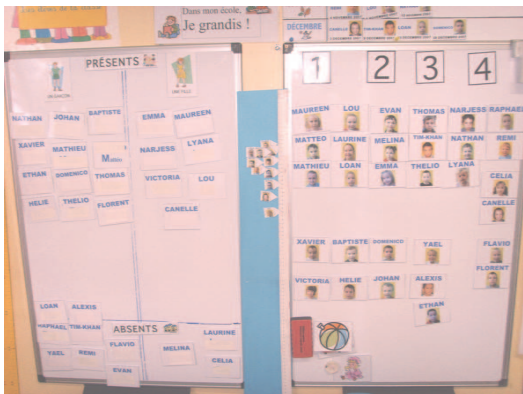 Dans mon école,
Je grandis !
DÉCEMBRE
PRÉSENTS
NATHAN JOHAN BAPTISTE EMMA MAUREEN
XAVIER MATHIEU NARJESS LYANA
ETHAN DOMENICO THOMAS VICTORIA LOU
HELIE THELIO FLORENT CANELLE
LOAN ALEXIS
RAPHAEL TIM-KHAN ABSENTS LAURINE
YAEL REMI FLAVID MELINA CELIA
EVAN
1 2 3 4
MAUREEN LOU EVAN THOMAS NARJESS RAPHAEL
MATTEO LAURINE MELINA TIM-KHAN NATHAN REMI
MATHIEU LOAN EMMA THELIO LYANA
CELIA
CANELLE
XAVIER BAPTISTE DOMENICO YAEL FLAVID
VICTORIA HELIE JOHAN ALEXIS FLORENT
ETHAN